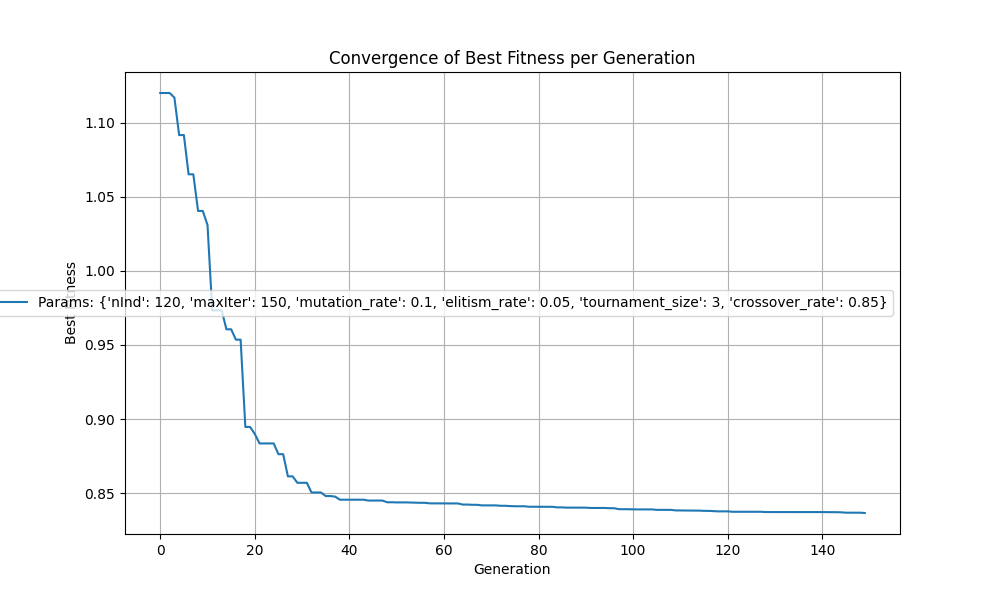 Convergence of Best Fitness per Generation
1.10
1.05
1.00
0.95
0.90
0.85
Best Fitness
Params: {'nInd': 120, 'maxIter': 150, 'mutation_rate': 0.1, 'elitism_rate': 0.05, 'tournament_size': 3, 'crossover_rate': 0.85}
0 20 40 60 80 100 120 140
Generation